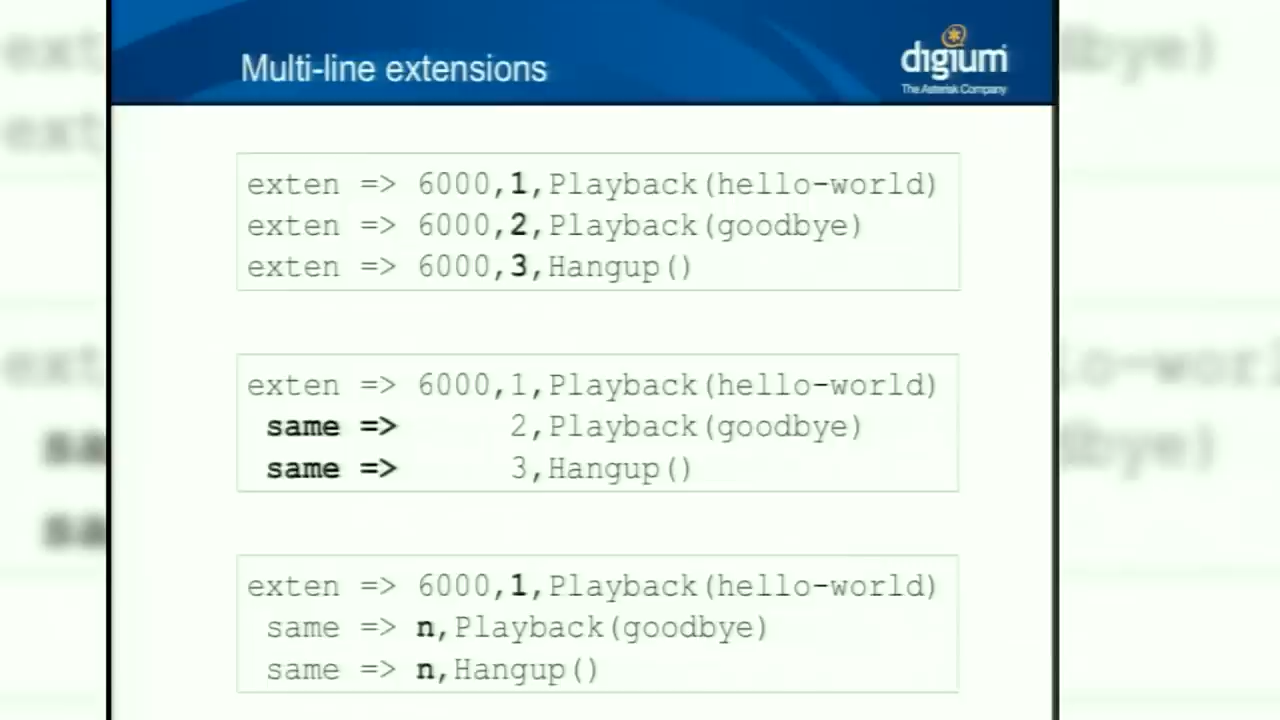 Multi-line extensions
digium
The Asterisk Company
exten => 6000,1,Playback(hello-world)
exten => 6000,2,Playback(goodbye)
exten => 6000,3,Hangup()
exten => 6000,1,Playback(hello-world)
same => 2,Playback(goodbye)
same => 3,Hangup()
exten => 6000,1,Playback(hello-world)
same => n,Playback(goodbye)
same => n,Hangup()